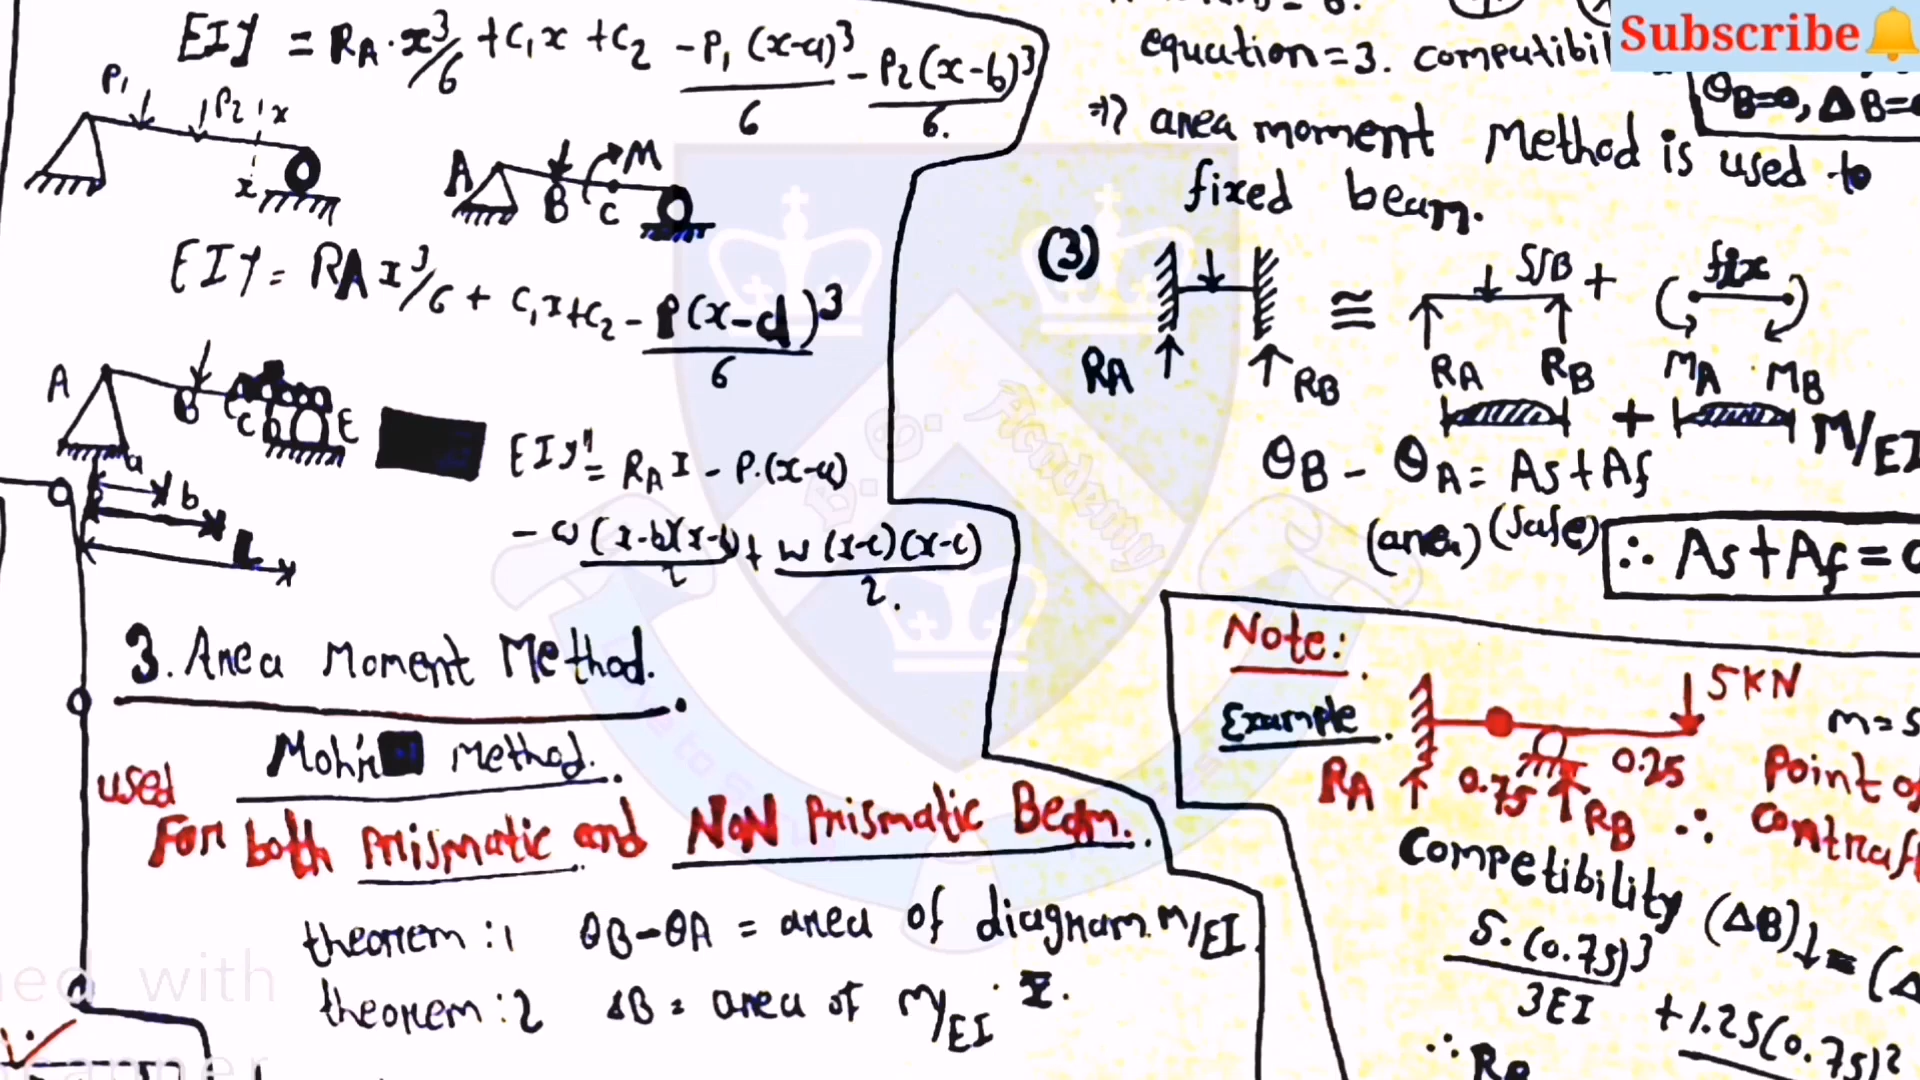 EIy = RA·x³/6 + C₁x + C₂ - P₁(x-a)³/6 - P₂(x-b)³/6.
P₁ P₂ x
x
A B C M
EIy = RA x³/6 + C₁x + C₂ - P(x-d)³/6
A B C D E
a
b
L
EIy'' = RA x - P.(x-a)
- w(x-b)(x-b)/2 + w(x-c)(x-c)/2.
3. Area Moment Method.
Mohr method.
used
For both prismatic and NoN Prismatic Beam.
theorem : 1 θB-θA = area of diagram M/EI
theorem : 2 ΔB = area of M/EI · x̄.
equation = 3.
Subscribe
θB=0, ΔB=
=> area moment Method is used to
fixed beam.
(3) RA RB ≅ SSB + fix
RA RB MA MB
+ M/EI
θB - θA = As + Af
(area) (safe)
∴ As + Af =
Note:
Example. 5KN
RA 0.75 RB 0.25
Point
∴
Competibility (ΔB)↓ = (
5.(0.75)³/3EI + 1.25(0.75)²
∴
B.B. Academy